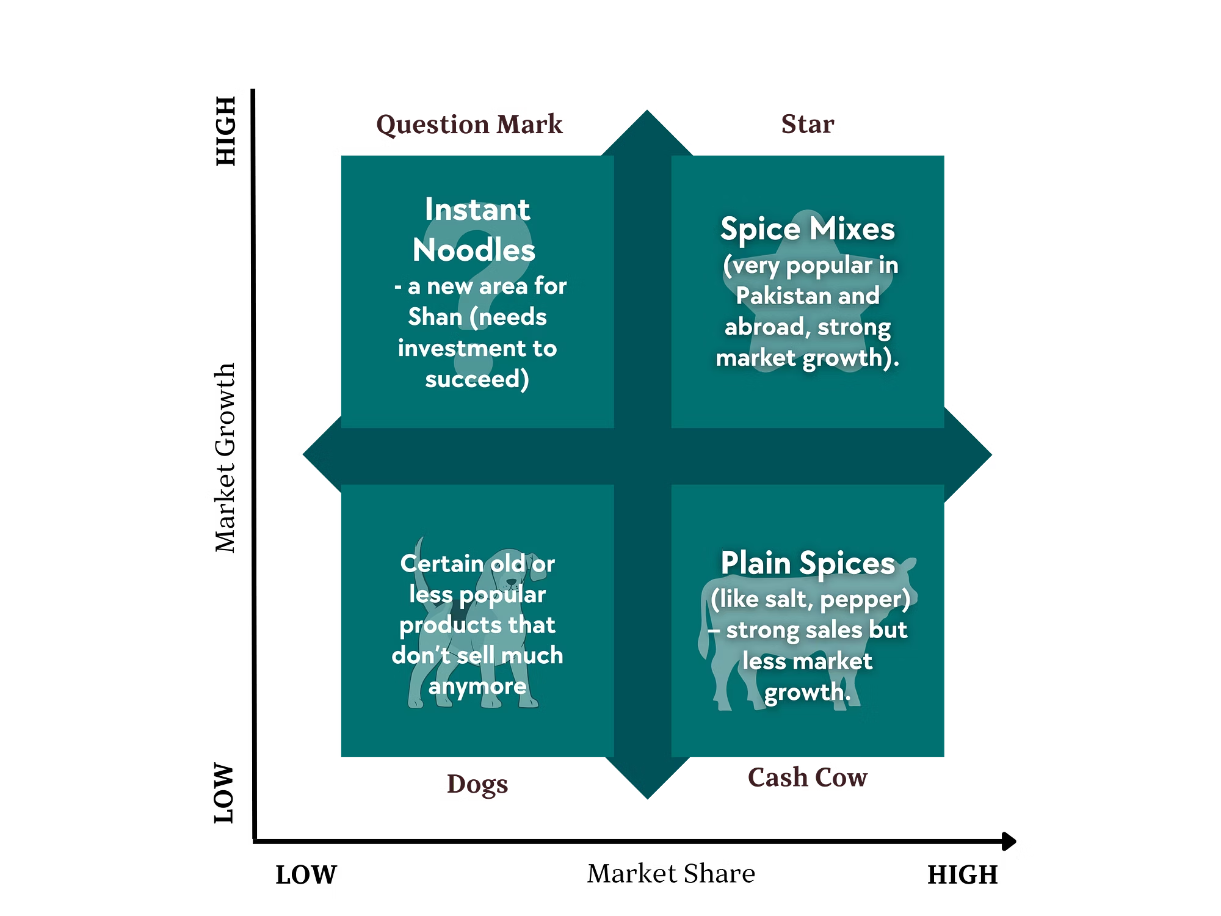 HIGH
Question Mark
Star
Instant
Noodles
- a new area for
Shan (needs
investment to
succeed)
Spice Mixes
(very popular in
Pakistan and
abroad, strong
market growth).
Market Growth
Certain old or
less popular
products that
don't sell much
anymore
Plain Spices
(like salt, pepper)
– strong sales but
less market
growth.
LOW
Dogs
Cash Cow
LOW
Market Share
HIGH